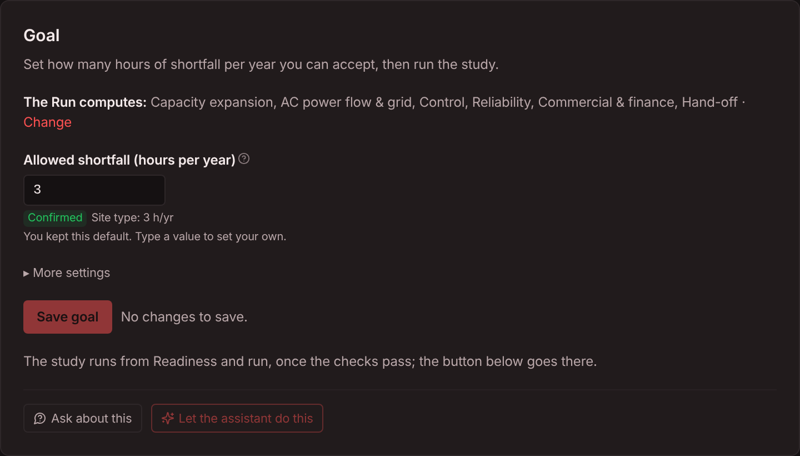 Goal
Set how many hours of shortfall per year you can accept, then run the study.
The Run computes: Capacity expansion, AC power flow & grid, Control, Reliability, Commercial & finance, Hand-off ·
Change
Allowed shortfall (hours per year)
3
Confirmed Site type: 3 h/yr
You kept this default. Type a value to set your own.
▸ More settings
Save goal No changes to save.
The study runs from Readiness and run, once the checks pass; the button below goes there.
Ask about this Let the assistant do this